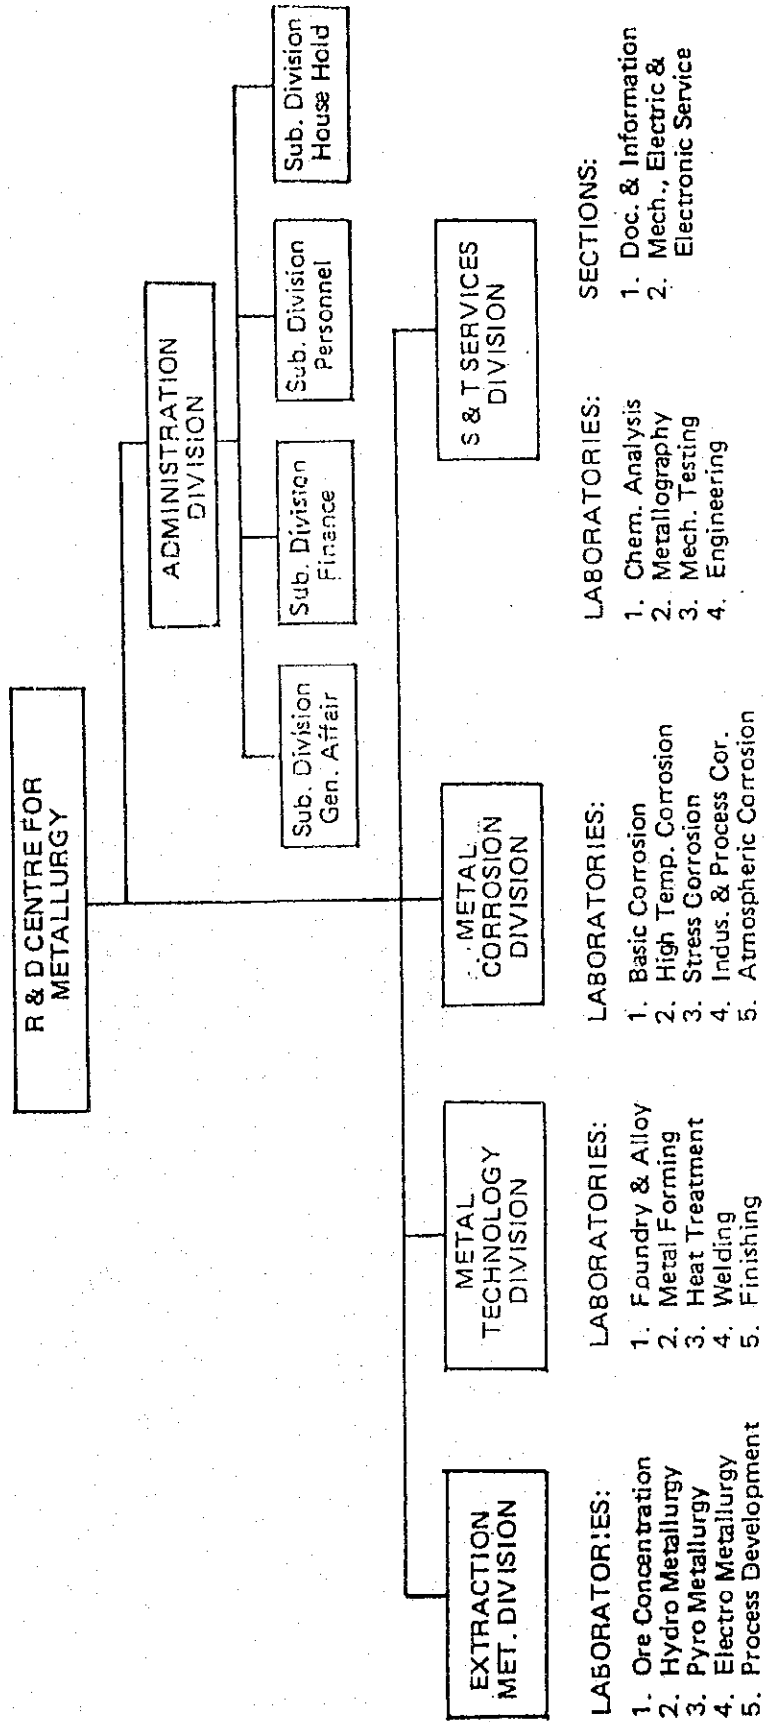 R & D CENTRE FOR
METALLURGY
ADMINISTRATION
DIVISION
Sub. Division
Gen. Affair
Sub. Division
Finance
Sub. Division
Personnel
Sub. Division
House Hold
EXTRACTION
MET. DIVISION
METAL
TECHNOLOGY
DIVISION
METAL
CORROSION
DIVISION
S & T SERVICES
DIVISION
LABORATORIES:
1. Ore Concentration
2. Hydro Metallurgy
3. Pyro Metallurgy
4. Electro Metallurgy
5. Process Development
LABORATORIES:
1. Foundry & Alloy
2. Metal Forming
3. Heat Treatment
4. Welding
5. Finishing
LABORATORIES:
1. Basic Corrosion
2. High Temp. Corrosion
3. Stress Corrosion
4. Indus. & Process Cor.
5. Atmospheric Corrosion
LABORATORIES:
1. Chem. Analysis
2. Metallography
3. Mech. Testing
4. Engineering
SECTIONS:
1. Doc. & Information
2. Mech., Electric &
Electronic Service